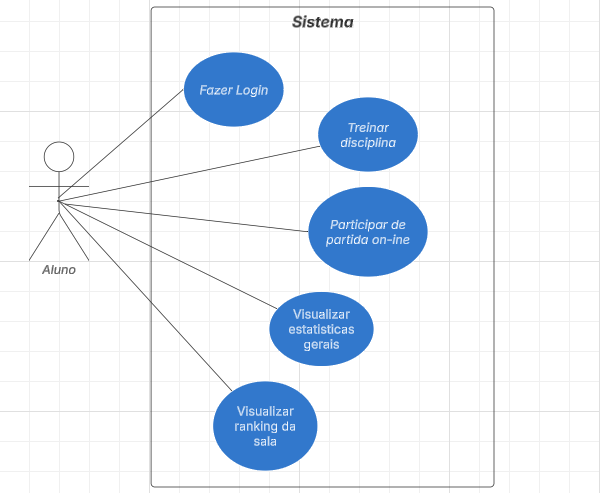 Sistema
Fazer Login
Treinar
disciplina
Participar de
partida on-ine
Aluno
Visualizar
estatisticas
gerais
Visualizar
ranking da
sala